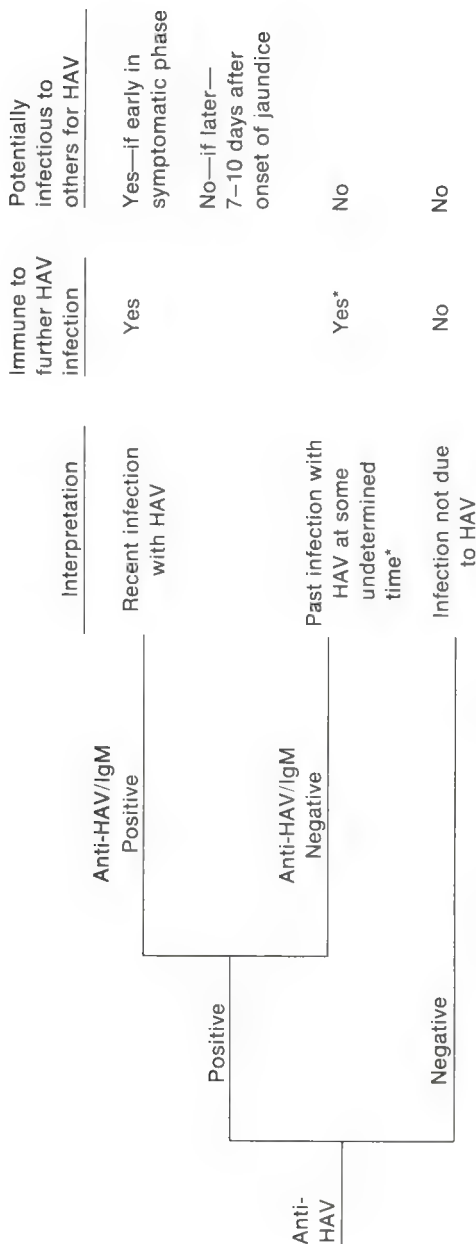 Interpretation
Immune to
further HAV
infection
Potentially
infectious to
others for HAV
Anti-
HAV
Positive
Anti-HAV/IgM
Positive
Recent infection
with HAV
Yes
Yes—if early in
symptomatic phase
No—if later—
7–10 days after
onset of jaundice
Anti-HAV/IgM
Negative
Past infection with
HAV at some
undetermined
time*
Yes*
No
Negative
Infection not due
to HAV
No
No